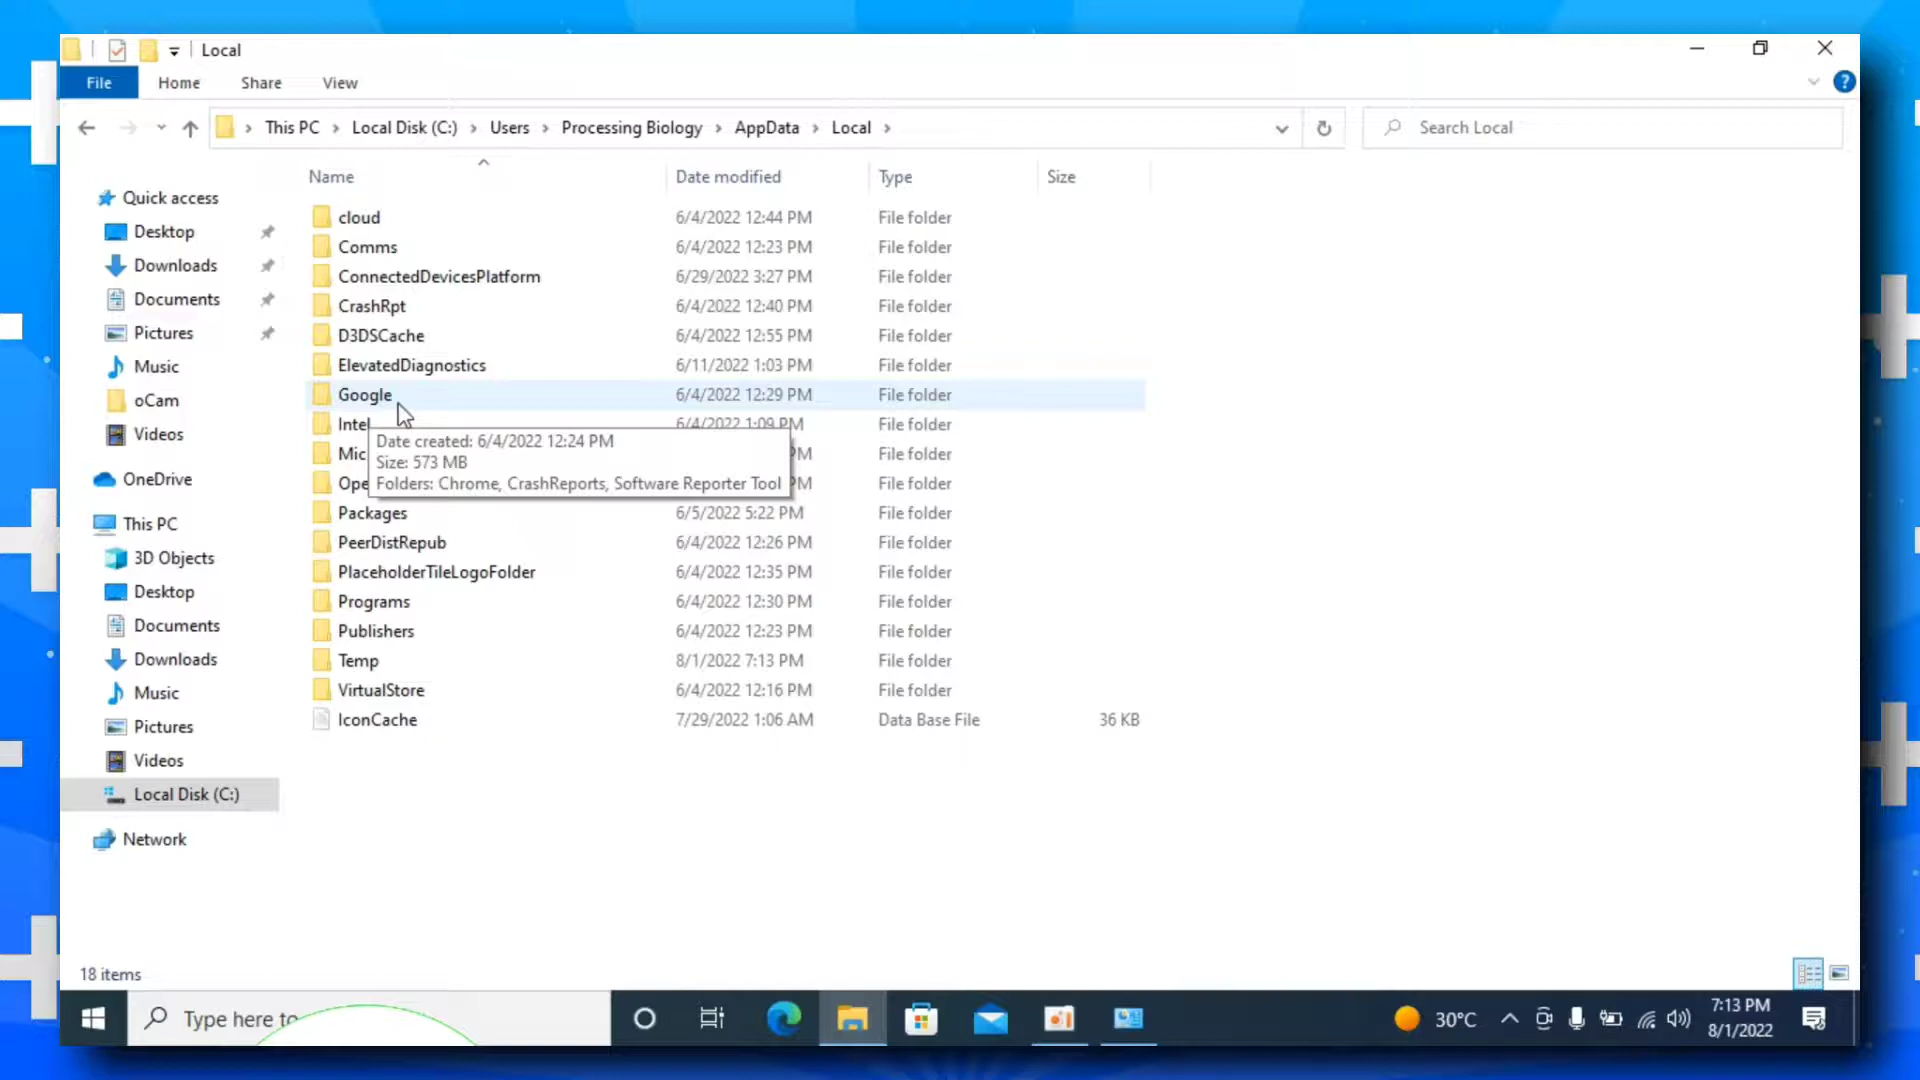 Local
File Home Share View
This PC Local Disk (C:) Users Processing Biology AppData Local
Search Local
Name Date modified Type Size
Quick access
Desktop
Downloads
Documents
Pictures
Music
oCam
Videos
OneDrive
This PC
3D Objects
Desktop
Documents
Downloads
Music
Pictures
Videos
Local Disk (C:)
Network
cloud 6/4/2022 12:44 PM File folder
Comms 6/4/2022 12:23 PM File folder
ConnectedDevicesPlatform 6/29/2022 3:27 PM File folder
CrashRpt 6/4/2022 12:40 PM File folder
D3DSCache 6/4/2022 12:55 PM File folder
ElevatedDiagnostics 6/11/2022 1:03 PM File folder
Google 6/4/2022 12:29 PM File folder
Intel 6/4/2022 1:09 PM File folder
Mic PM File folder
Ope PM File folder
Date created: 6/4/2022 12:24 PM
Size: 573 MB
Folders: Chrome, CrashReports, Software Reporter Tool
Packages 6/5/2022 5:22 PM File folder
PeerDistRepub 6/4/2022 12:26 PM File folder
PlaceholderTileLogoFolder 6/4/2022 12:35 PM File folder
Programs 6/4/2022 12:30 PM File folder
Publishers 6/4/2022 12:23 PM File folder
Temp 8/1/2022 7:13 PM File folder
VirtualStore 6/4/2022 12:16 PM File folder
IconCache 7/29/2022 1:06 AM Data Base File 36 KB
18 items
Type here to
30°C
7:13 PM
8/1/2022